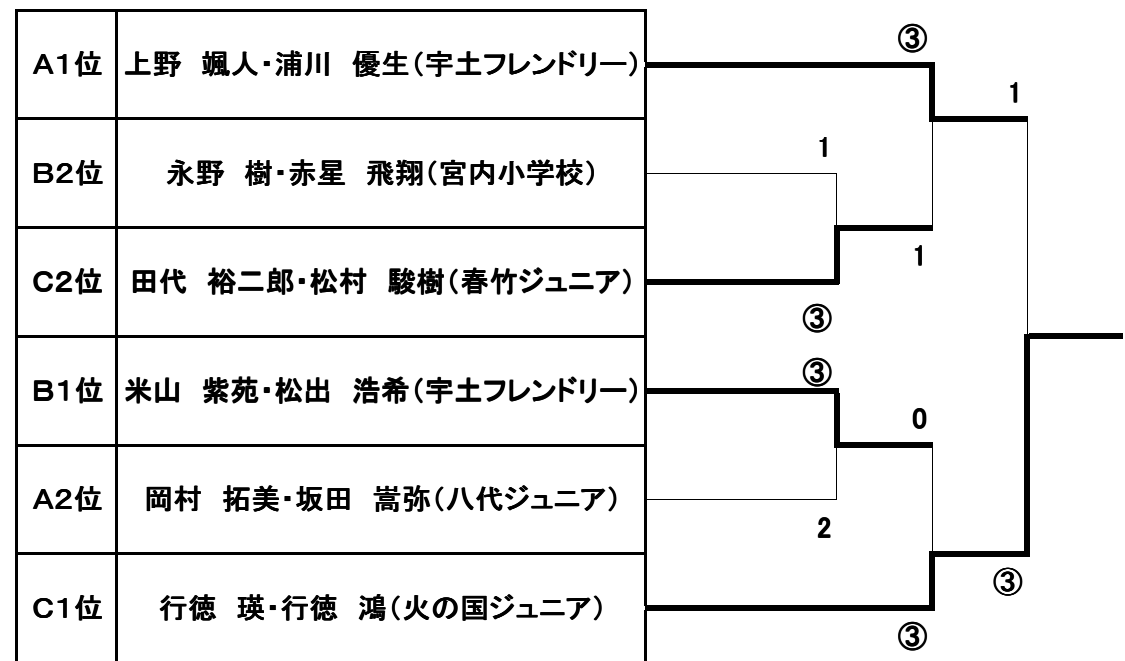 A1位 上野 颯人・浦川 優生(宇土フレンドリー)
B2位 永野 樹・赤星 飛翔(宮内小学校)
C2位 田代 裕二郎・松村 駿樹(春竹ジュニア)
B1位 米山 紫苑・松出 浩希(宇土フレンドリー)
A2位 岡村 拓美・坂田 嵩弥(八代ジュニア)
C1位 行徳 瑛・行徳 鴻(火の国ジュニア)
③
1
1
1
③
③
0
2
③
③